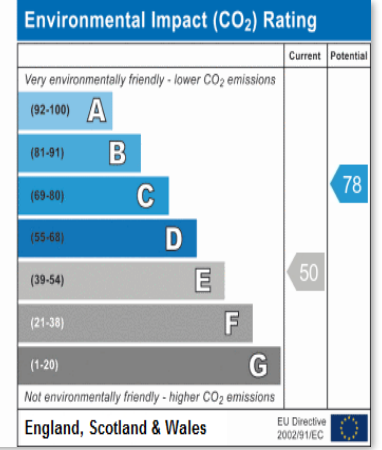 Environmental Impact (CO₂) Rating
Current Potential
Very environmentally friendly - lower CO₂ emissions
(92-100) A
(81-91) B
(69-80) C
78
(55-68) D
(39-54) E
50
(21-38) F
(1-20) G
Not environmentally friendly - higher CO₂ emissions
England, Scotland & Wales
EU Directive
2002/91/EC